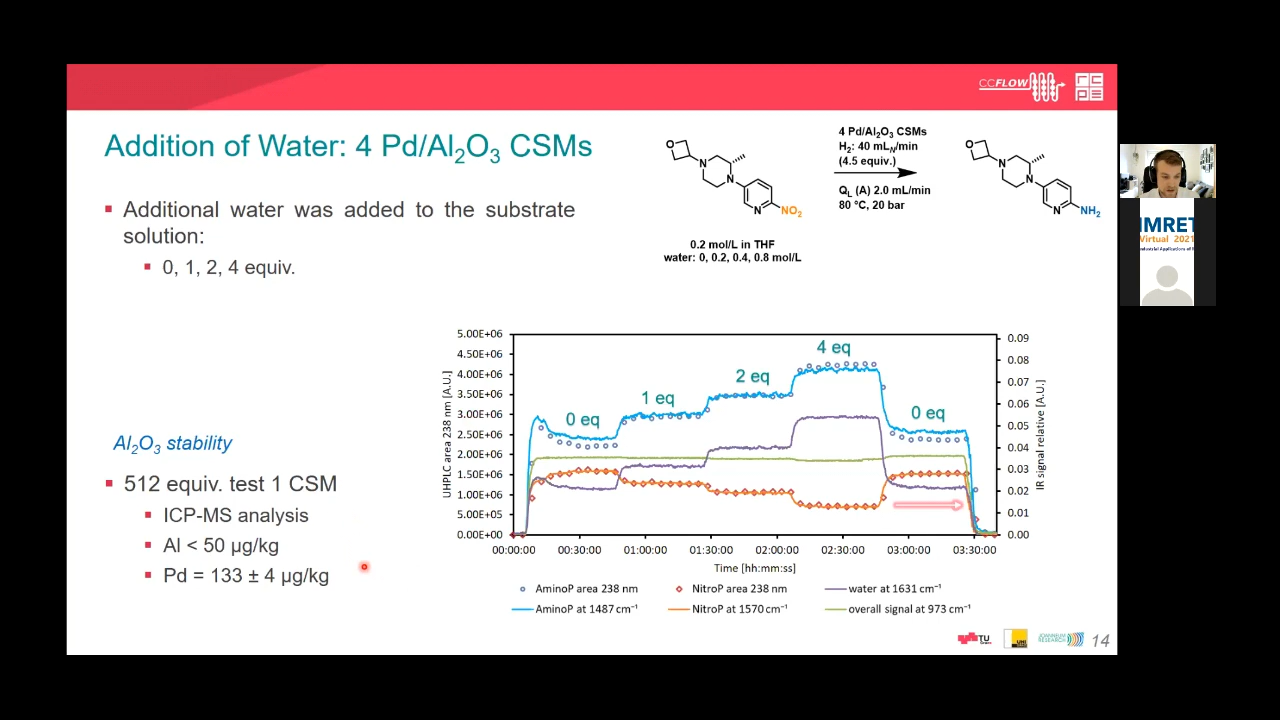 CCFLOW
RCPE
Addition of Water: 4 Pd/Al₂O₃ CSMs
Additional water was added to the substrate
solution:
0, 1, 2, 4 equiv.
4 Pd/Al₂O₃ CSMs
H₂: 40 mL_N/min
(4.5 equiv.)
Q_L (A) 2.0 mL/min
80 °C, 20 bar
O
N
N
N
NO₂
0.2 mol/L in THF
water: 0, 0.2, 0.4, 0.8 mol/L
O
N
N
N
NH₂
IMRET
Virtual 2021
Al₂O₃ stability
512 equiv. test 1 CSM
ICP-MS analysis
Al < 50 µg/kg
Pd = 133 ± 4 µg/kg
UHPLC area 238 nm [A.U.]
5.00E+06
4.50E+06
4.00E+06
3.50E+06
3.00E+06
2.50E+06
2.00E+06
1.50E+06
1.00E+06
5.00E+05
0.00E+00
0 eq
1 eq
2 eq
4 eq
0 eq
0.09
0.08
0.07
0.06
0.05
0.04
0.03
0.02
0.01
0.00
IR signal relative [A.U.]
00:00:00 00:30:00 01:00:00 01:30:00 02:00:00 02:30:00 03:00:00 03:30:00
Time [hh:mm:ss]
AminoP area 238 nm NitroP area 238 nm water at 1631 cm⁻¹
AminoP at 1487 cm⁻¹ NitroP at 1570 cm⁻¹ overall signal at 973 cm⁻¹
TU
UNI
JOANNEUM
RESEARCH
14